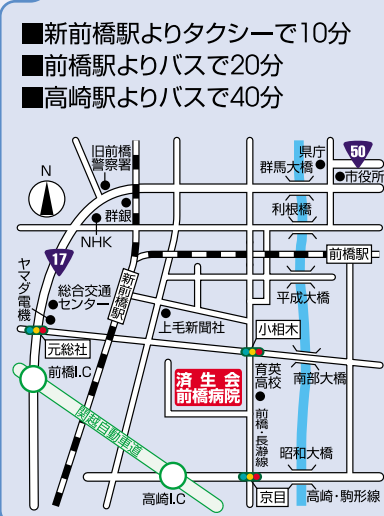 ■新前橋駅よりタクシーで10分
■前橋駅よりバスで20分
■高崎駅よりバスで40分
旧前橋
警察署
県庁
50
群馬大橋
市役所
N
群銀
利根橋
NHK
17
前橋駅
ヤマダ電機
総合交通
センター
新前橋駅
平成大橋
上毛新聞社
小相木
元総社
前橋I.C
済生会
前橋病院
育英
高校
南部大橋
関越自動車道
前橋・長瀞線
昭和大橋
高崎I.C
京目
高崎・駒形線